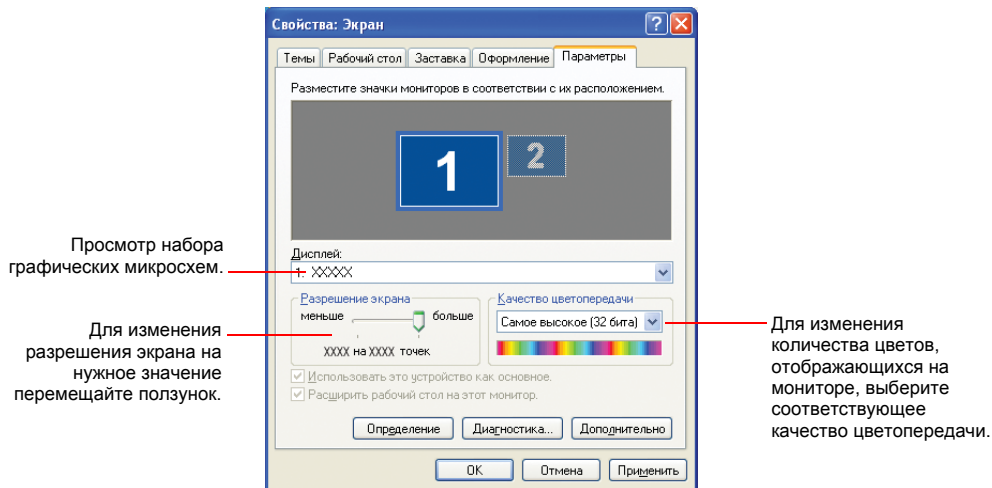 Свойства: Экран
Темы
Рабочий стол
Заставка
Оформление
Параметры
Разместите значки мониторов в соответствии с их расположением.
1
2
Просмотр набора
графических микросхем.
Дисплей:
1. XXXXX
Для изменения
разрешения экрана на
нужное значение
перемещайте ползунок.
Разрешение экрана
меньше
больше
XXXX на XXXX точек
Качество цветопередачи
Самое высокое (32 бита)
Для изменения
количества цветов,
отображающихся на
мониторе, выберите
соответствующее
качество цветопередачи.
Использовать это устройство как основное.
Расширить рабочий стол на этот монитор.
Определение
Диагностика...
Дополнительно
OK
Отмена
Применить